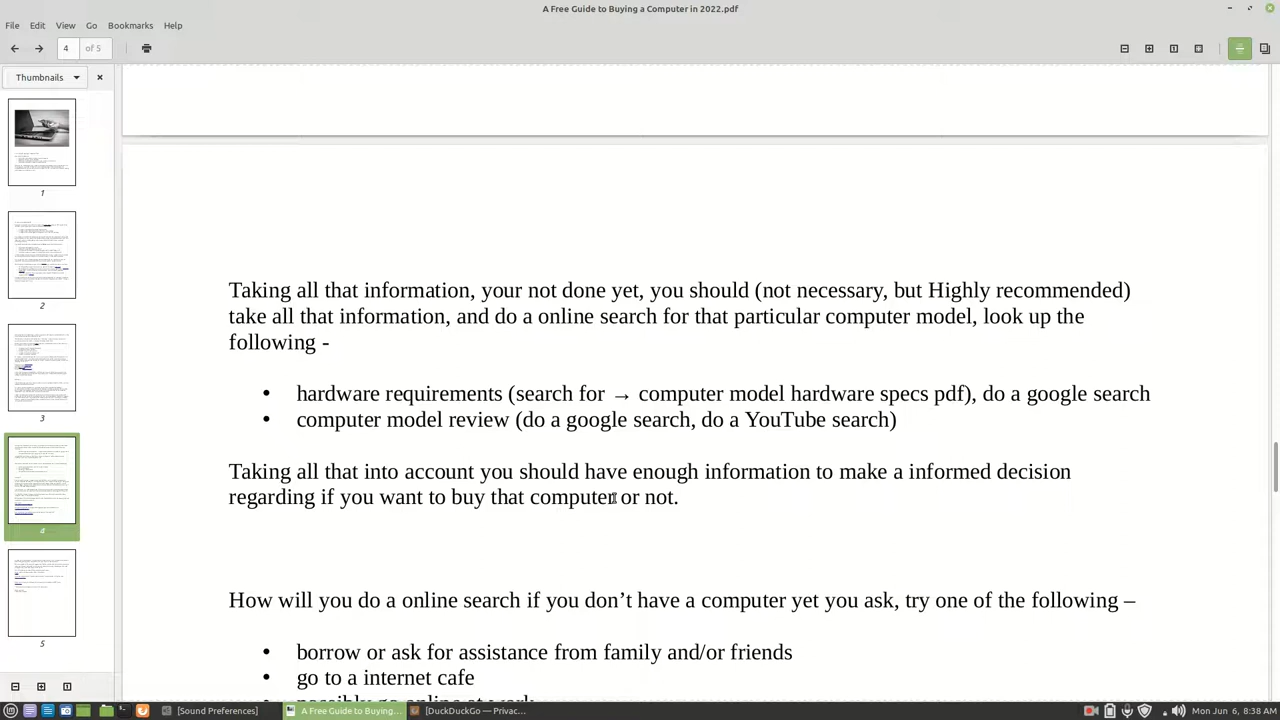 A Free Guide to Buying a Computer in 2022.pdf
File Edit View Go Bookmarks Help
4 of 5
Thumbnails
1
2
3
4
5
Taking all that information, your not done yet, you should (not necessary, but Highly recommended)
take all that information, and do a online search for that particular computer model, look up the
following -
• hardware requirements (search for → computer model hardware specs pdf), do a google search
• computer model review (do a google search, do a YouTube search)
Taking all that into account you should have enough information to make a informed decision
regarding if you want to buy that computer or not.
How will you do a online search if you don’t have a computer yet you ask, try one of the following –
• borrow or ask for assistance from family and/or friends
• go to a internet cafe
possibly go online at work
[Sound Preferences] A Free Guide to Buying... [DuckDuckGo — Privac... Mon Jun 6, 8:38 AM